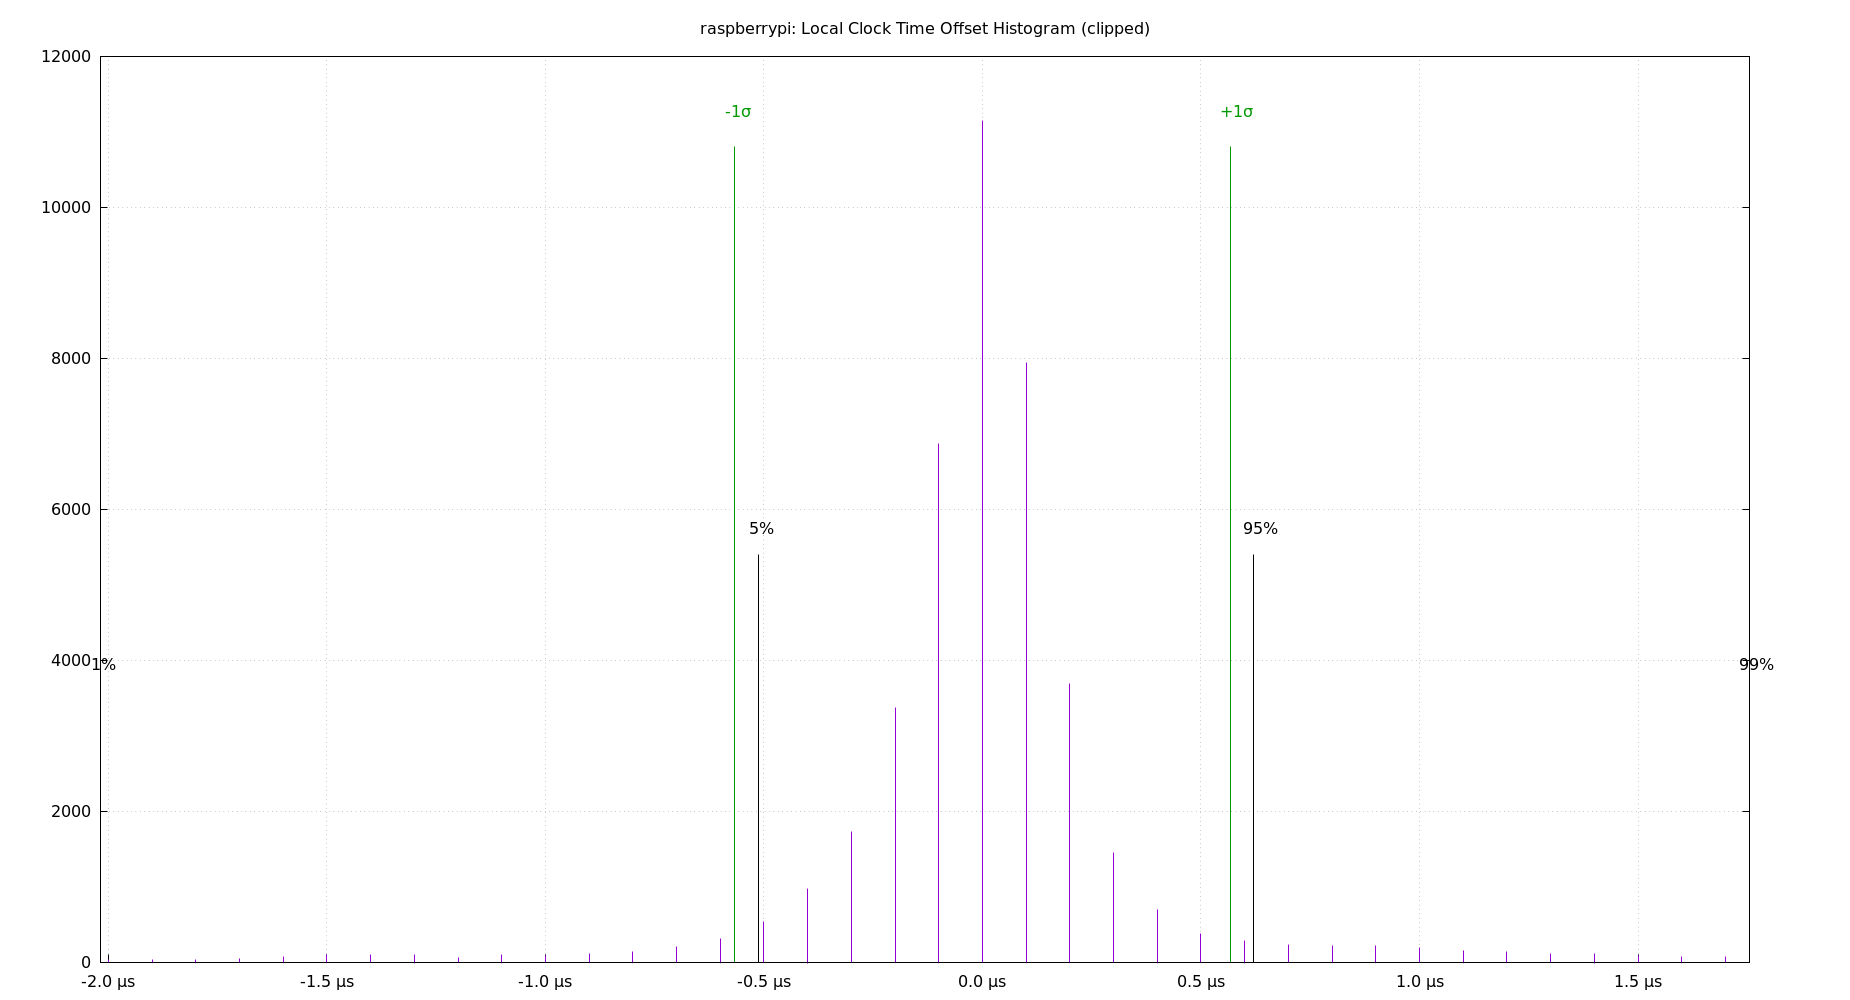 raspberrypi: Local Clock Time Offset Histogram (clipped)
12000
-1σ
+1σ
10000
8000
6000
5%
95%
4000
1%
99%
2000
0
-2.0 µs
-1.5 µs
-1.0 µs
-0.5 µs
0.0 µs
0.5 µs
1.0 µs
1.5 µs